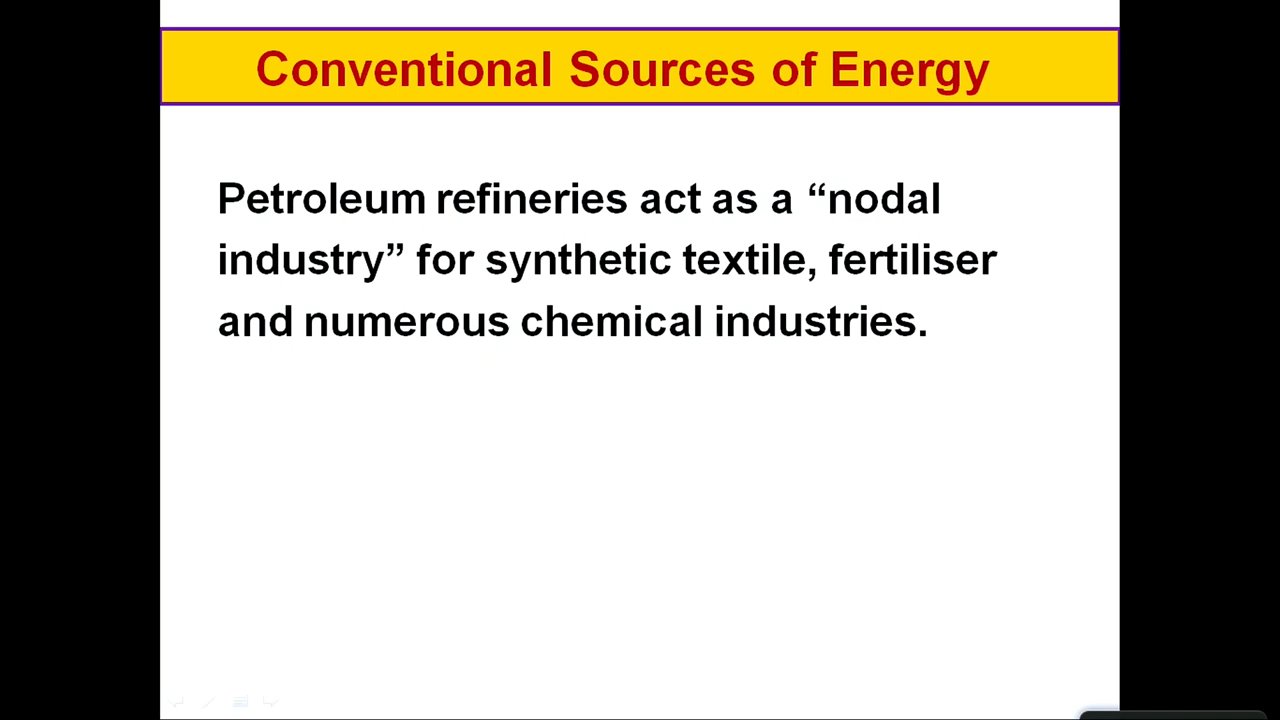 Conventional Sources of Energy
Petroleum refineries act as a “nodal
industry” for synthetic textile, fertiliser
and numerous chemical industries.